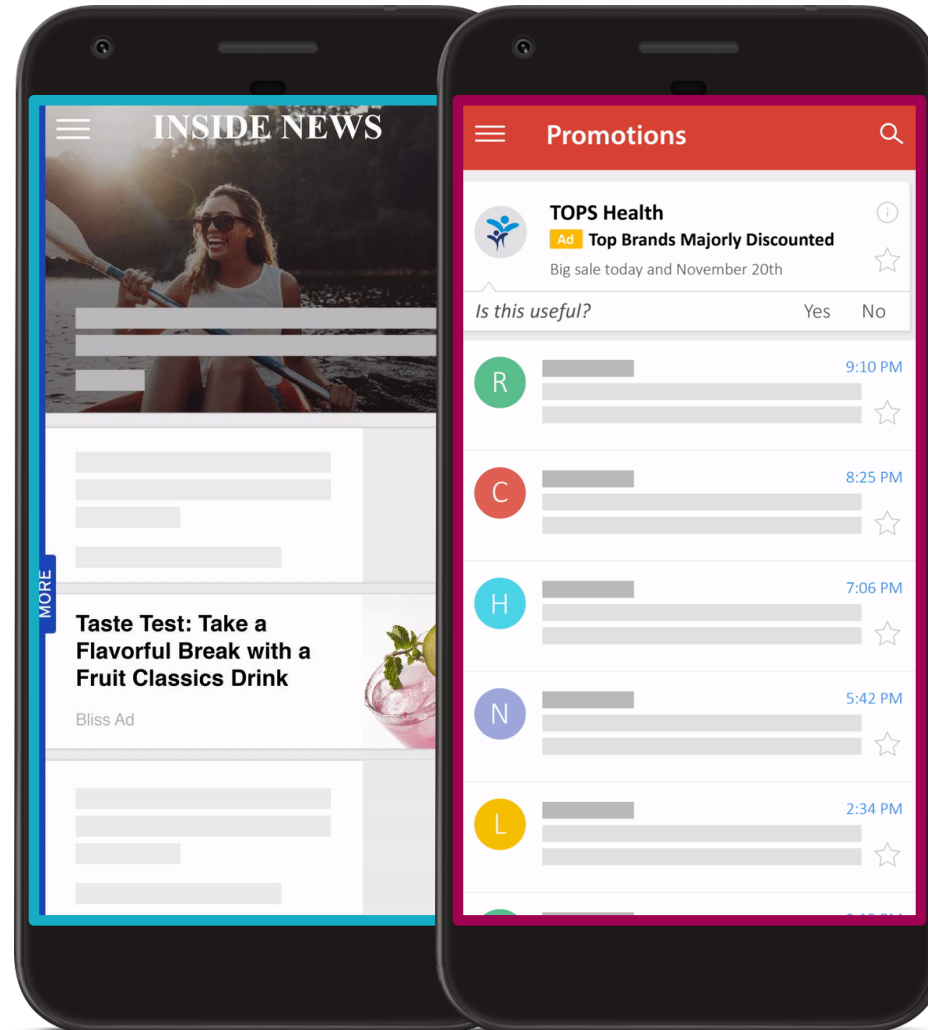 INSIDE NEWS
MORE
Taste Test: Take a
Flavorful Break with a
Fruit Classics Drink
Bliss Ad
Promotions
TOPS Health
Ad Top Brands Majorly Discounted
Big sale today and November 20th
Is this useful? Yes No
R 9:10 PM
C 8:25 PM
H 7:06 PM
N 5:42 PM
L 2:34 PM